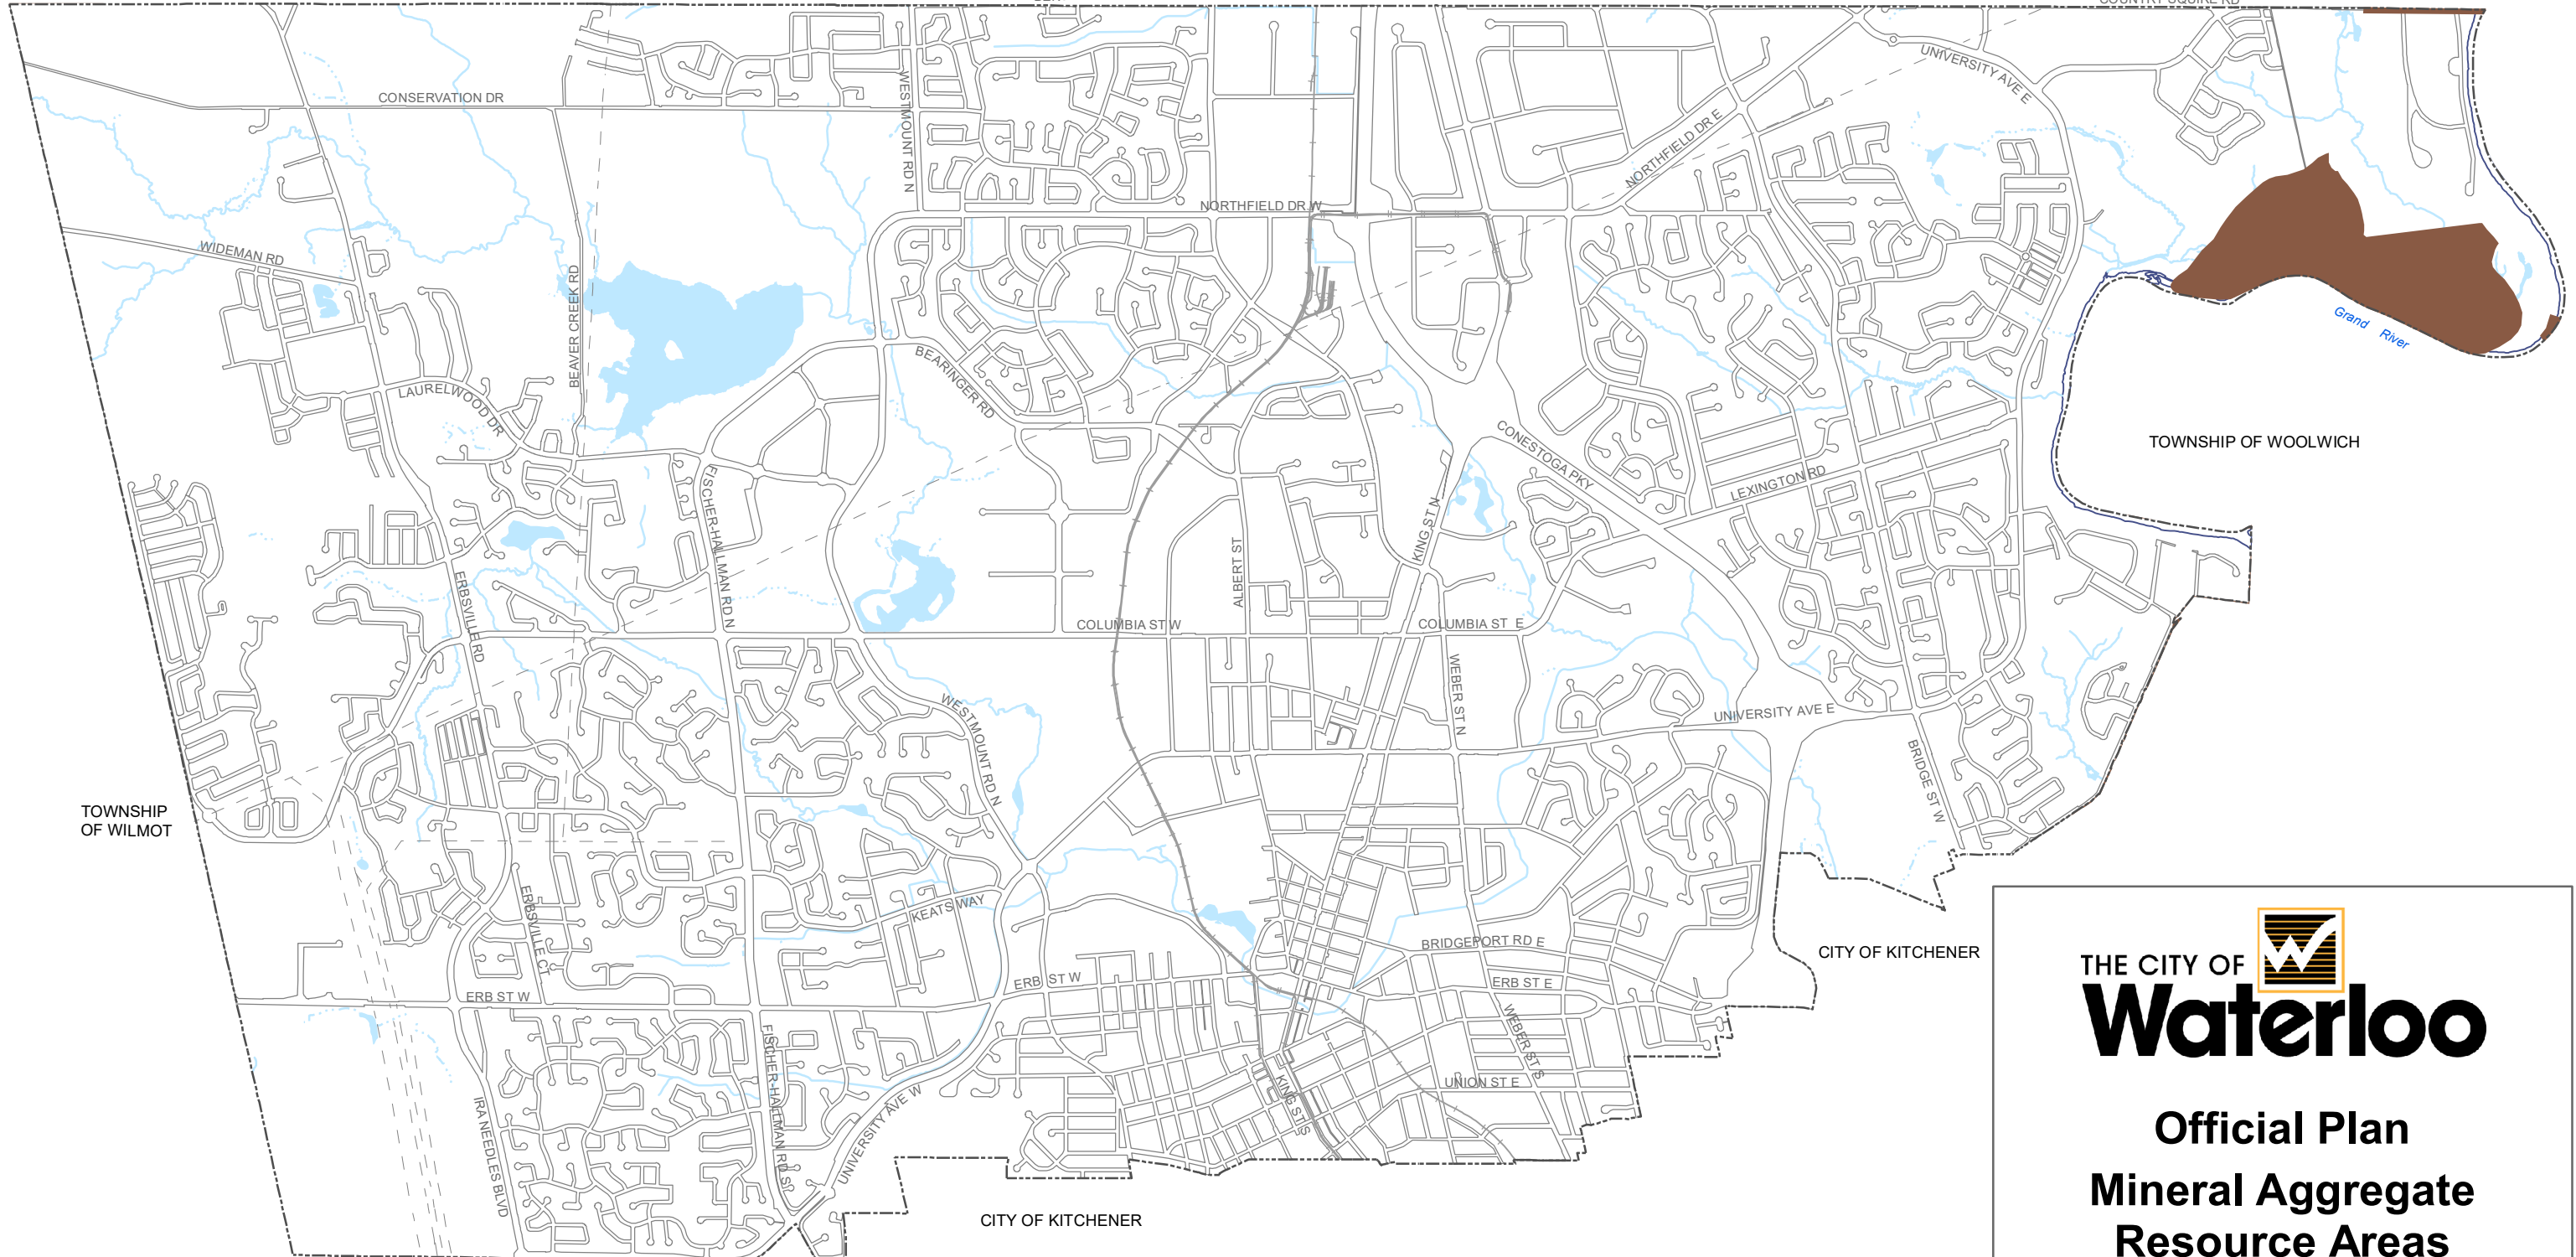 COUNTRY SQUIRE RD
UNIVERSITY AVE E
CONSERVATION DR
WESTMOUNT RD N
NORTHFIELD DR E
NORTHFIELD DR W
WIDEMAN RD
BEAVER CREEK RD
Grand River
BEARINGER RD
LAURELWOOD DR
CONESTOGA PKY
TOWNSHIP OF WOOLWICH
LEXINGTON RD
FISCHER-HALLMAN RD N
KING ST N
ALBERT ST
ERBSVILLE RD
COLUMBIA ST W
COLUMBIA ST E
WEBER ST N
WESTMOUNT RD N
UNIVERSITY AVE E
BRIDGE ST W
TOWNSHIP
OF WILMOT
KEATS WAY
ERBSVILLE CT
BRIDGEPORT RD E
CITY OF KITCHENER
ERB ST W
ERB ST W
ERB ST E
WEBER ST S
FISCHER-HALLMAN RD S
UNION ST E
KING ST S
IRA NEEDLES BLVD
UNIVERSITY AVE W
CITY OF KITCHENER
THE CITY OF
Waterloo
Official Plan
Mineral Aggregate
Resource Areas